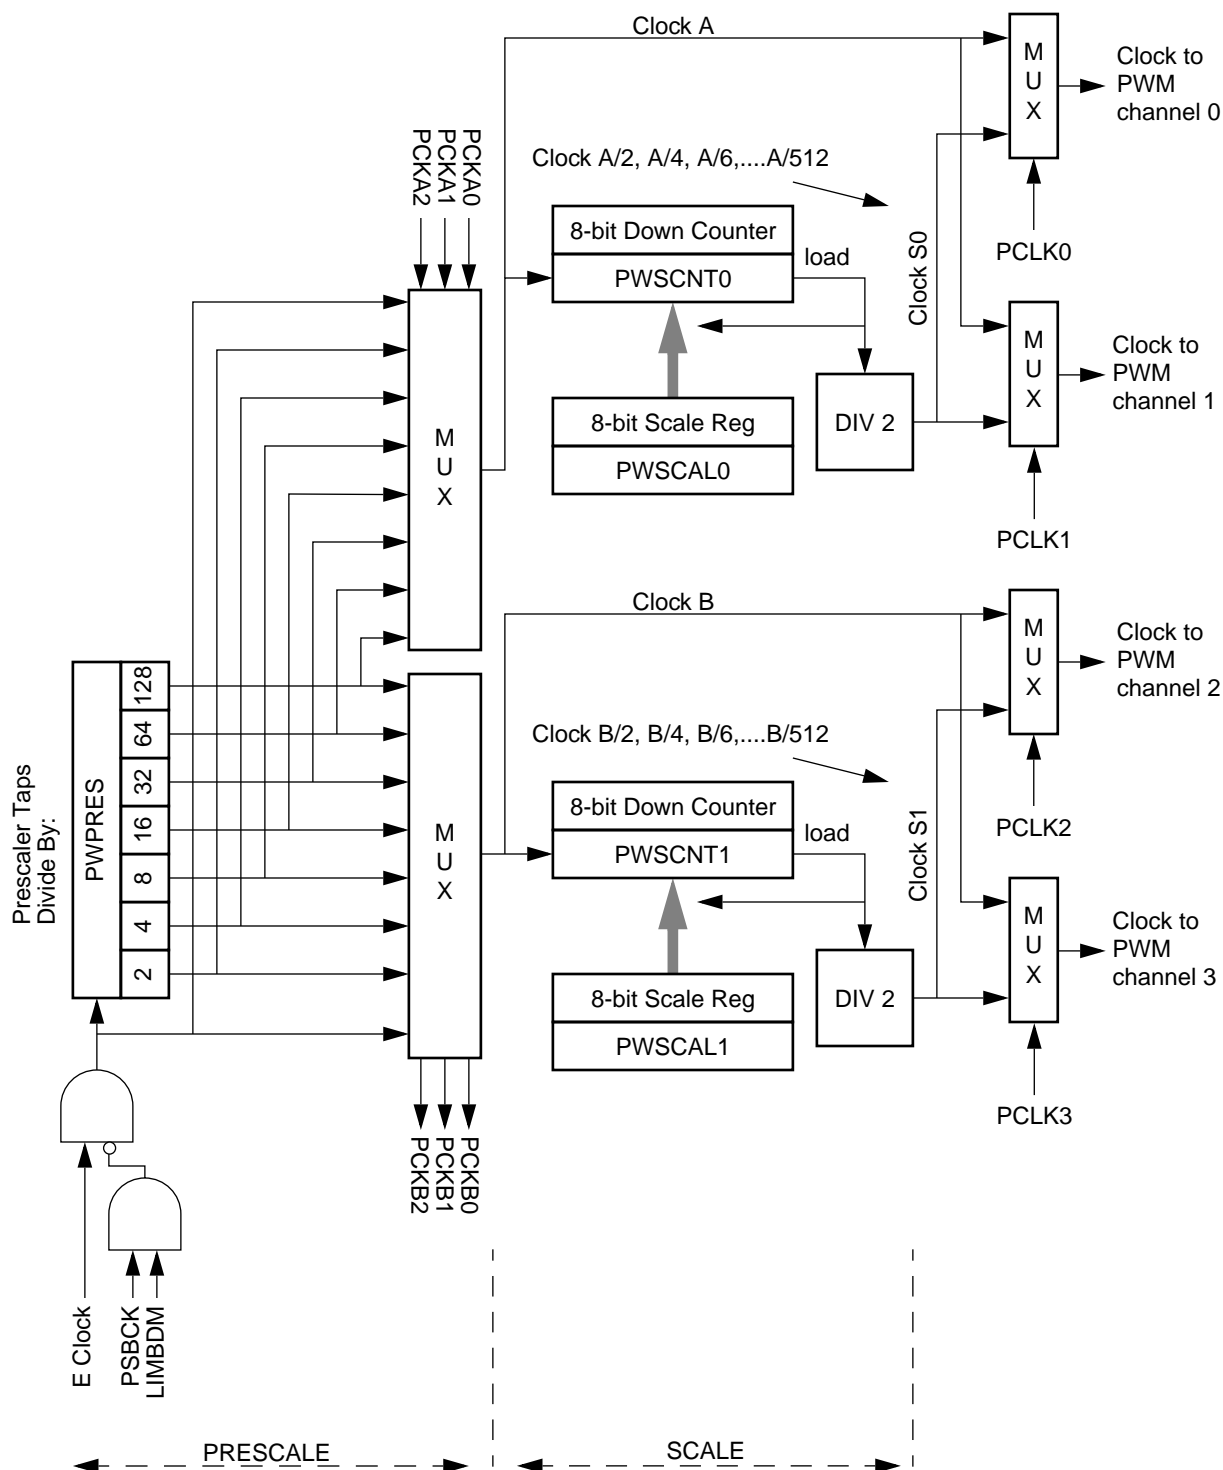 Clock A
M
U
X
Clock to
PWM
channel 0
PCKA2
PCKA1
PCKA0
Clock A/2, A/4, A/6,....A/512
8-bit Down Counter
PWSCNT0
load
Clock S0
PCLK0
M
U
X
Clock to
PWM
channel 1
8-bit Scale Reg
PWSCAL0
DIV 2
M
U
X
PCLK1
Clock B
M
U
X
Clock to
PWM
channel 2
Prescaler Taps
Divide By:
PWPRES
128
64
32
16
8
4
2
Clock B/2, B/4, B/6,....B/512
8-bit Down Counter
PWSCNT1
load
Clock S1
PCLK2
M
U
X
M
U
X
Clock to
PWM
channel 3
8-bit Scale Reg
PWSCAL1
DIV 2
PCLK3
PCKB2
PCKB1
PCKB0
E Clock
PSBCK
LIMBDM
PRESCALE
SCALE